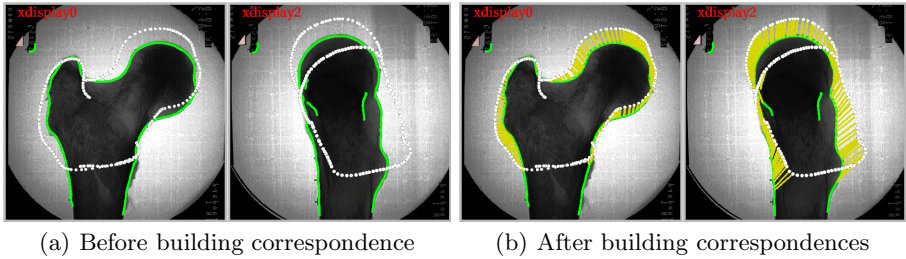 xdisplay0
xdisplay2
xdisplay0
xdisplay2
(a) Before building correspondence
(b) After building correspondences